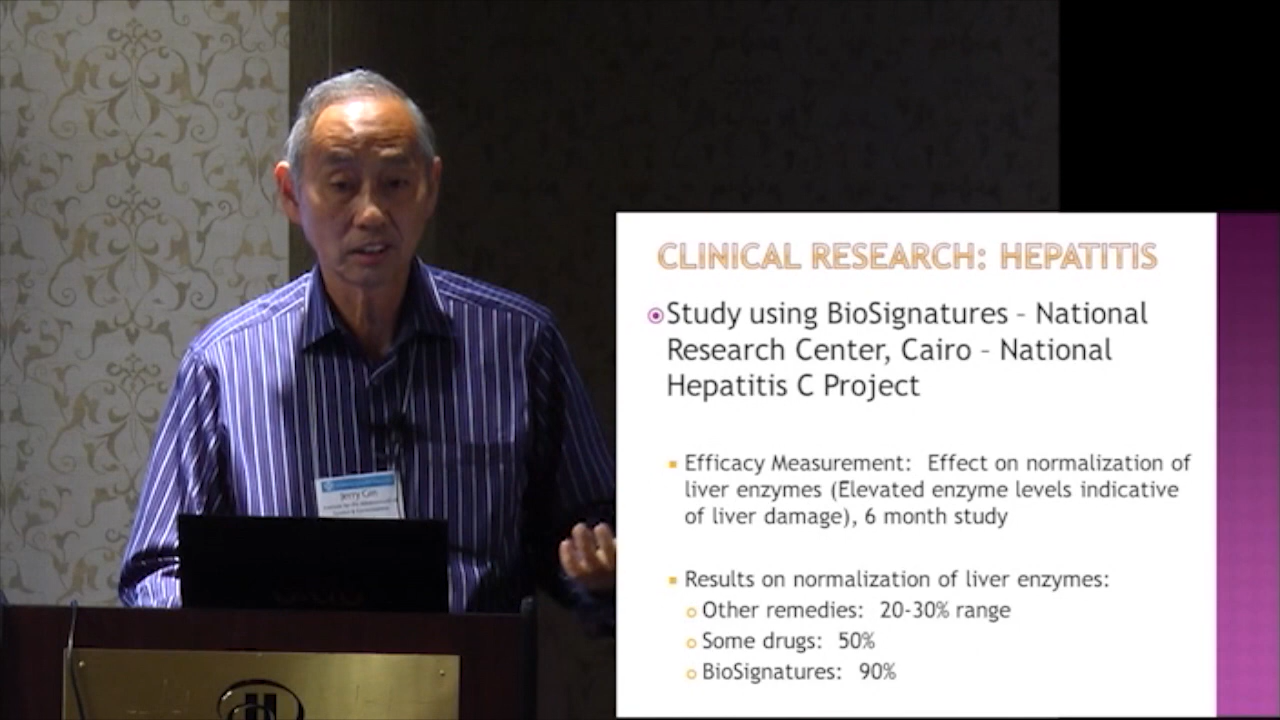 CLINICAL RESEARCH: HEPATITIS
Study using BioSignatures – National
Research Center, Cairo – National
Hepatitis C Project
Efficacy Measurement: Effect on normalization of
liver enzymes (Elevated enzyme levels indicative
of liver damage), 6 month study
Results on normalization of liver enzymes:
Other remedies: 20-30% range
Some drugs: 50%
BioSignatures: 90%
Jerry Gin